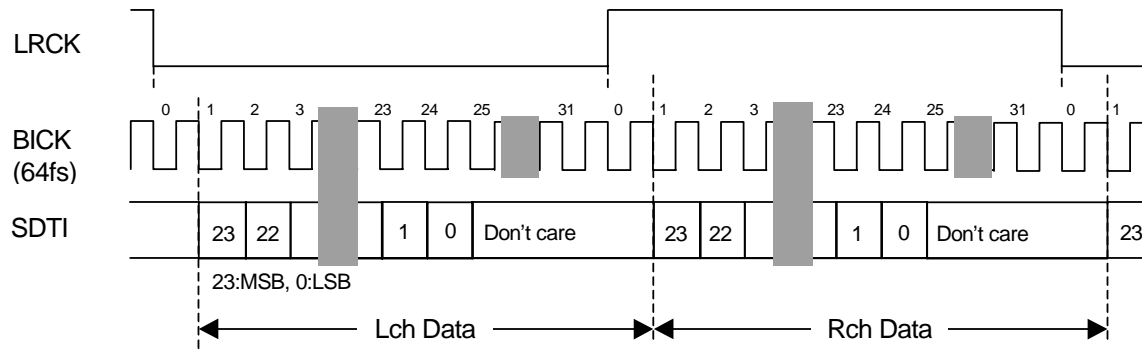 LRCK
0 1 2 3 23 24 25 31 0 1 2 3 23 24 25 31 0 1
BICK
(64fs)
SDTI
23 22 1 0 Don't care 23 22 1 0 Don't care 23
23:MSB, 0:LSB
Lch Data Rch Data